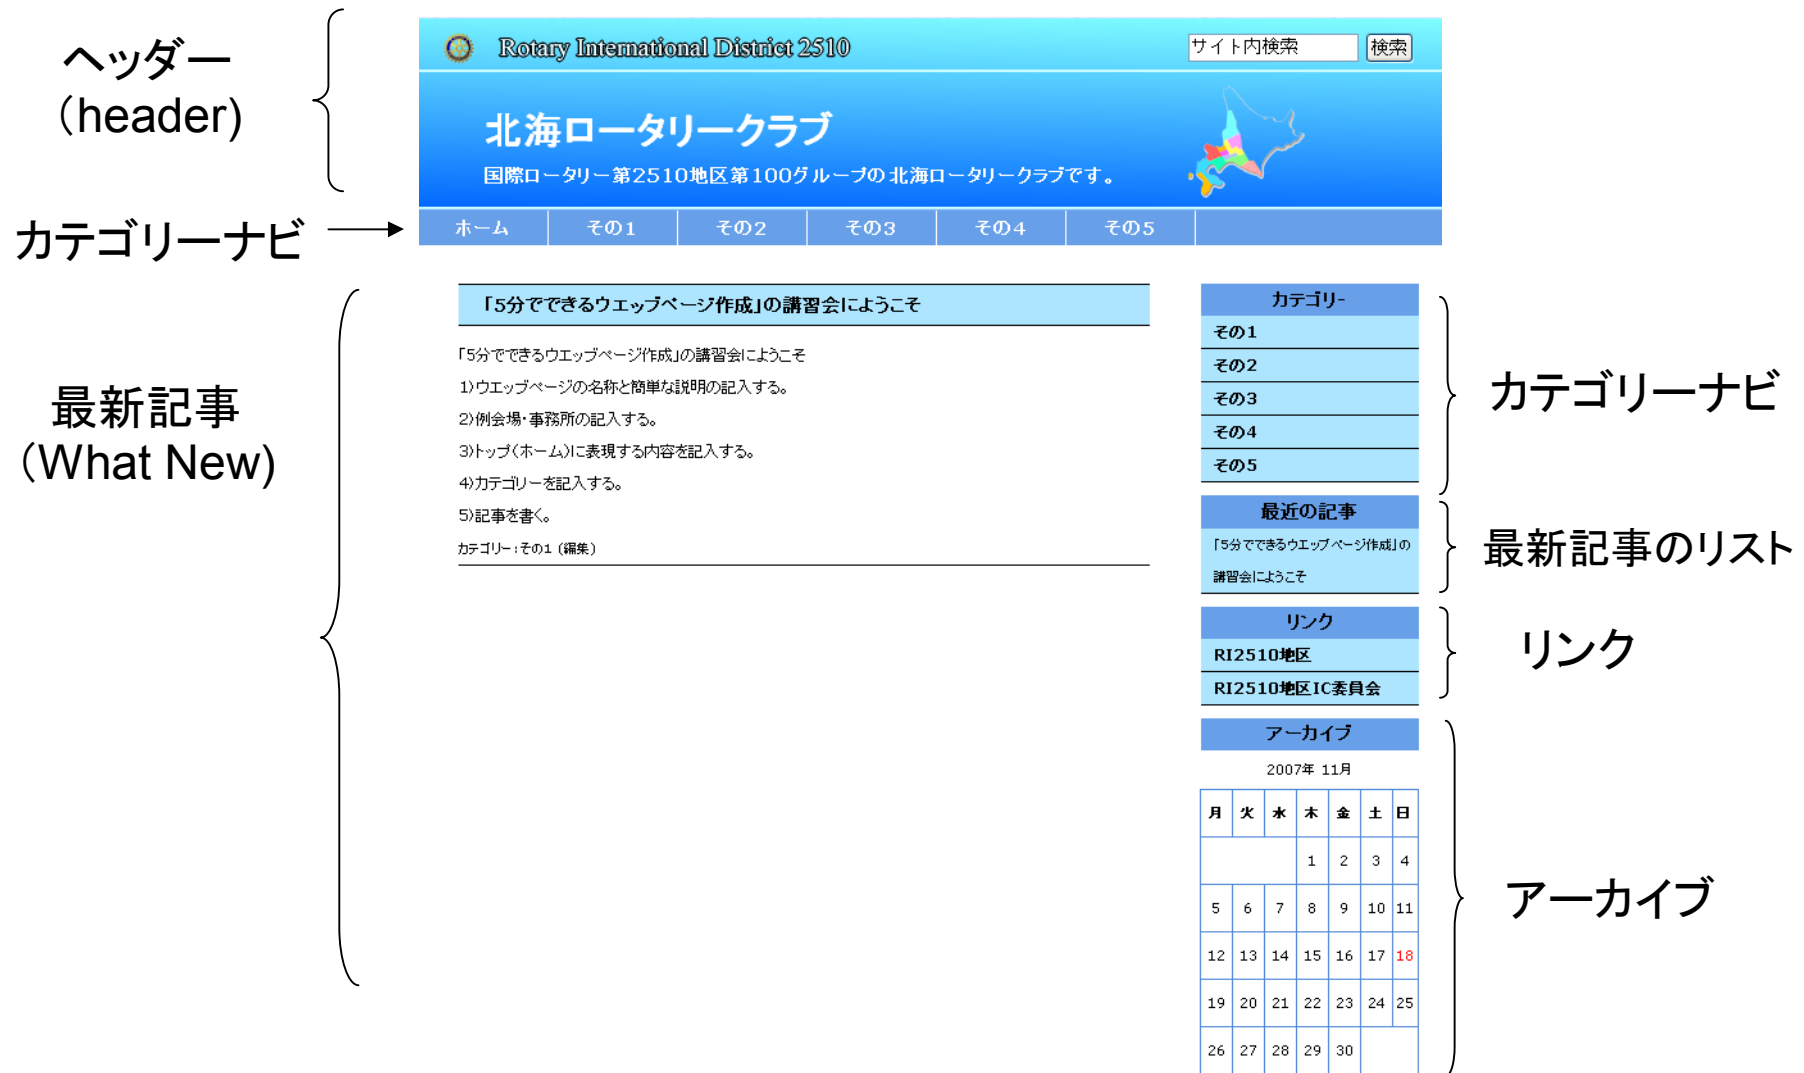 ヘッダー
(header)
Rotary International District 2510
サイト内検索 検索
北海ロータリークラブ
国際ロータリー第2510地区第100グループの北海ロータリークラブです。
カテゴリーナビ
ホーム その1 その2 その3 その4 その5
最新記事
(What New)
「5分でできるウエッブページ作成」の講習会にようこそ
「5分でできるウエッブページ作成」の講習会にようこそ
1)ウエッブページの名称と簡単な説明の記入する。
2)例会場・事務所の記入する。
3)トップ(ホーム)に表現する内容を記入する。
4)カテゴリーを記入する。
5)記事を書く。
カテゴリー:その1 (編集)
カテゴリー
その1
その2
その3
その4
その5
カテゴリーナビ
最近の記事
「5分でできるウエッブページ作成」の
講習会にようこそ
最新記事のリスト
リンク
RI2510地区
RI2510地区IC委員会
リンク
アーカイブ
2007年 11月
月 火 水 木 金 土 日
1 2 3 4
5 6 7 8 9 10 11
12 13 14 15 16 17 18
19 20 21 22 23 24 25
26 27 28 29 30
アーカイブ